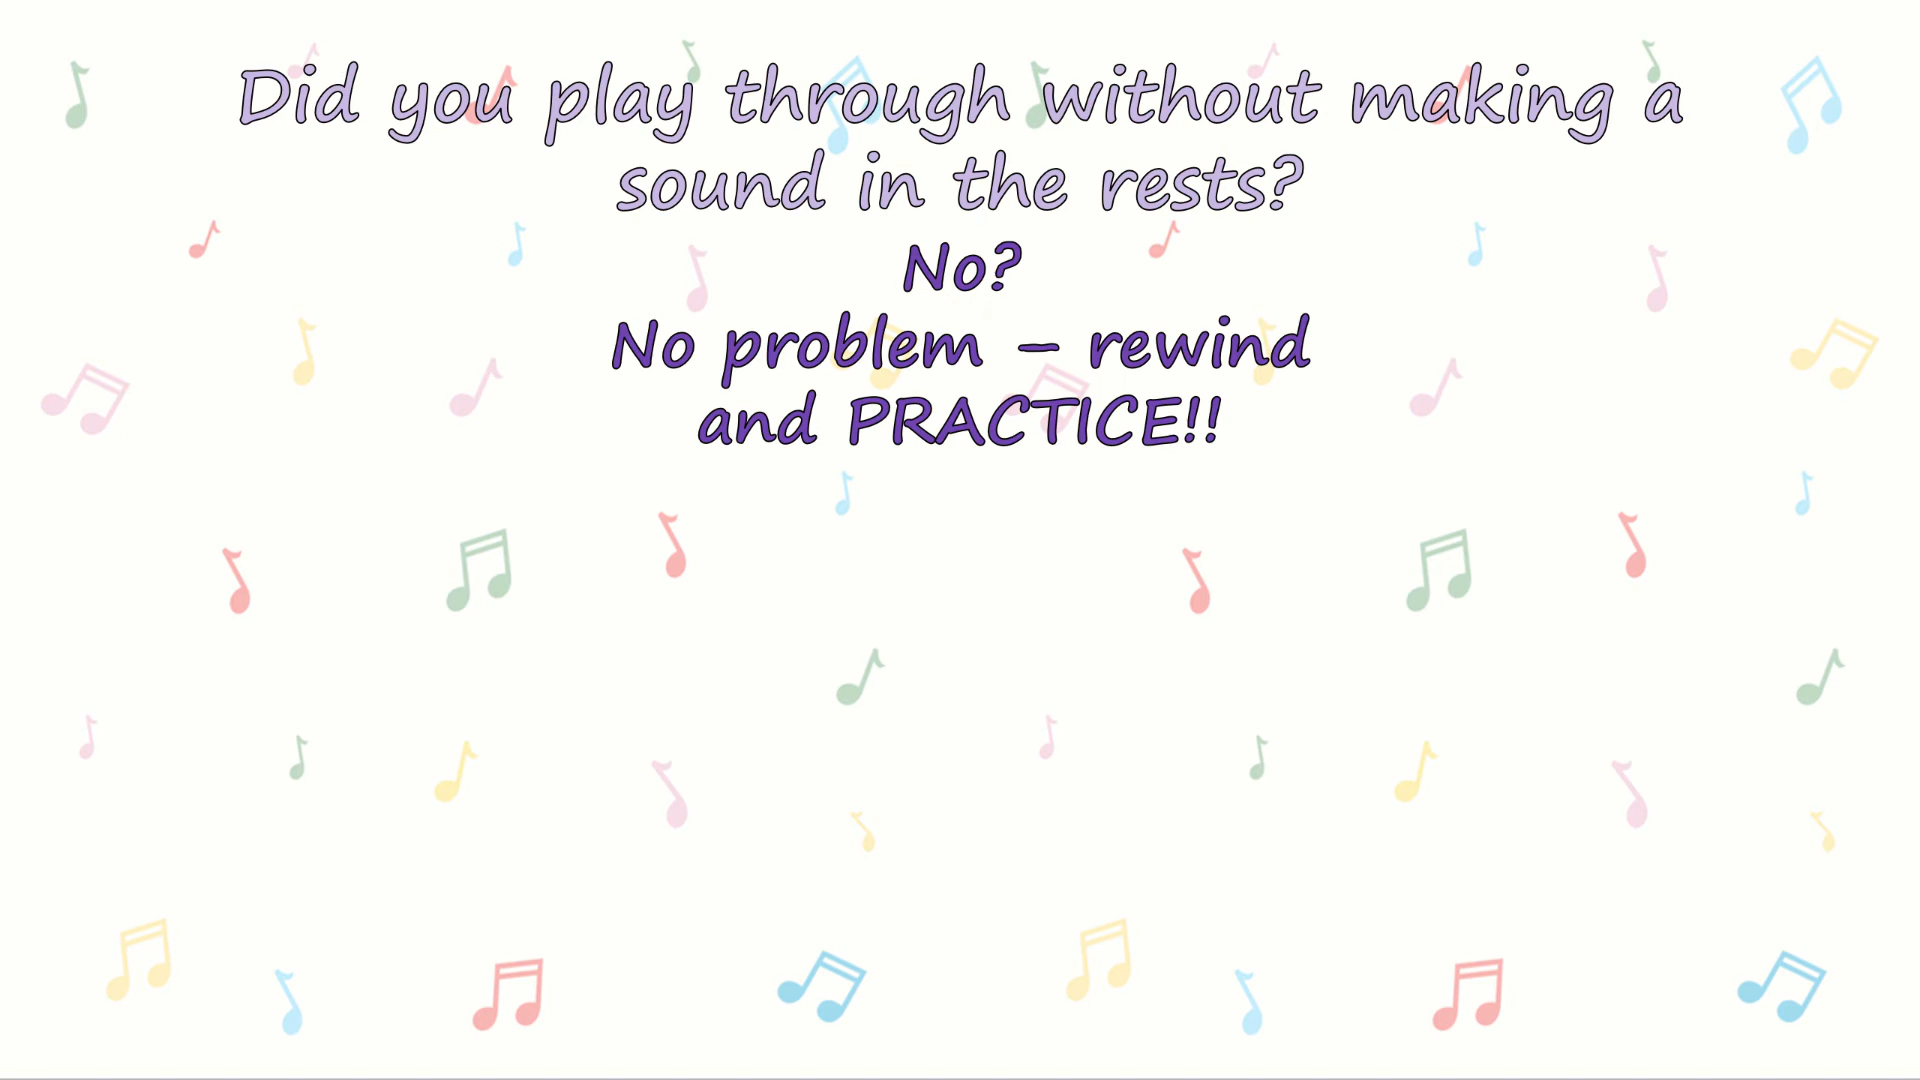 Did you play through without making a
sound in the rests?
No?
No problem – rewind
and PRACTICE!!